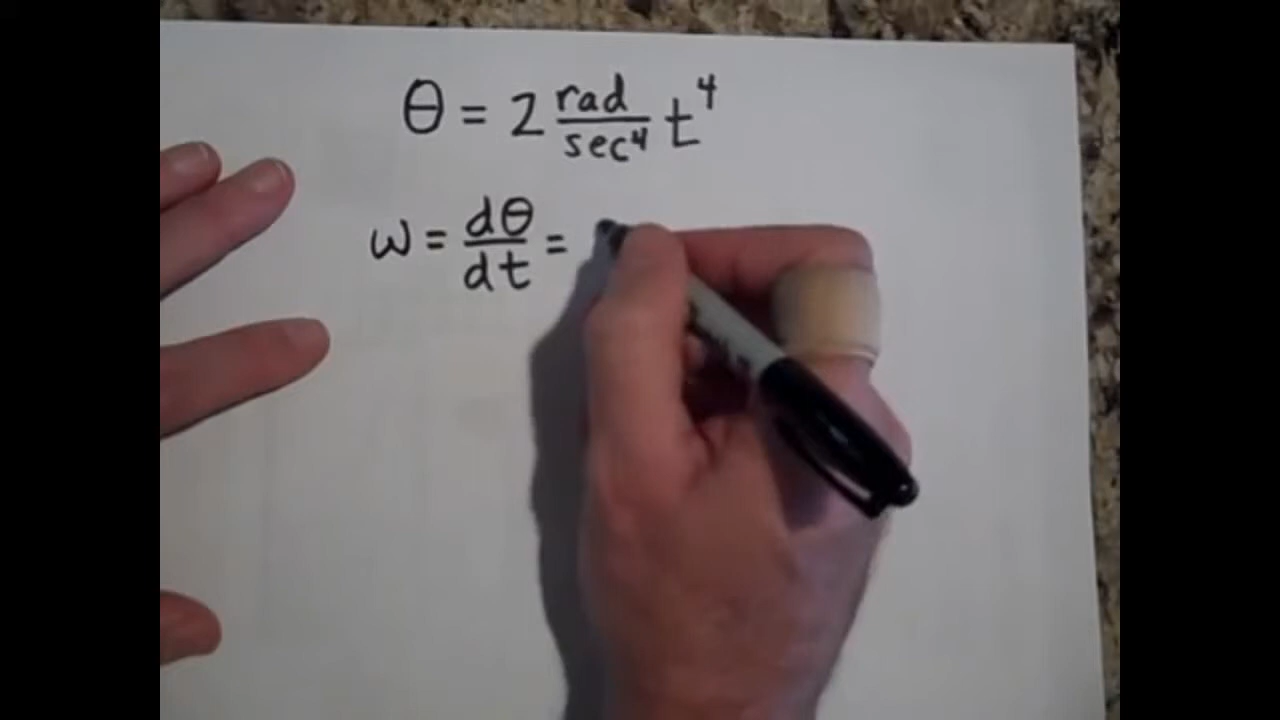 θ = 2 rad/sec⁴ t⁴
ω = dθ/dt =